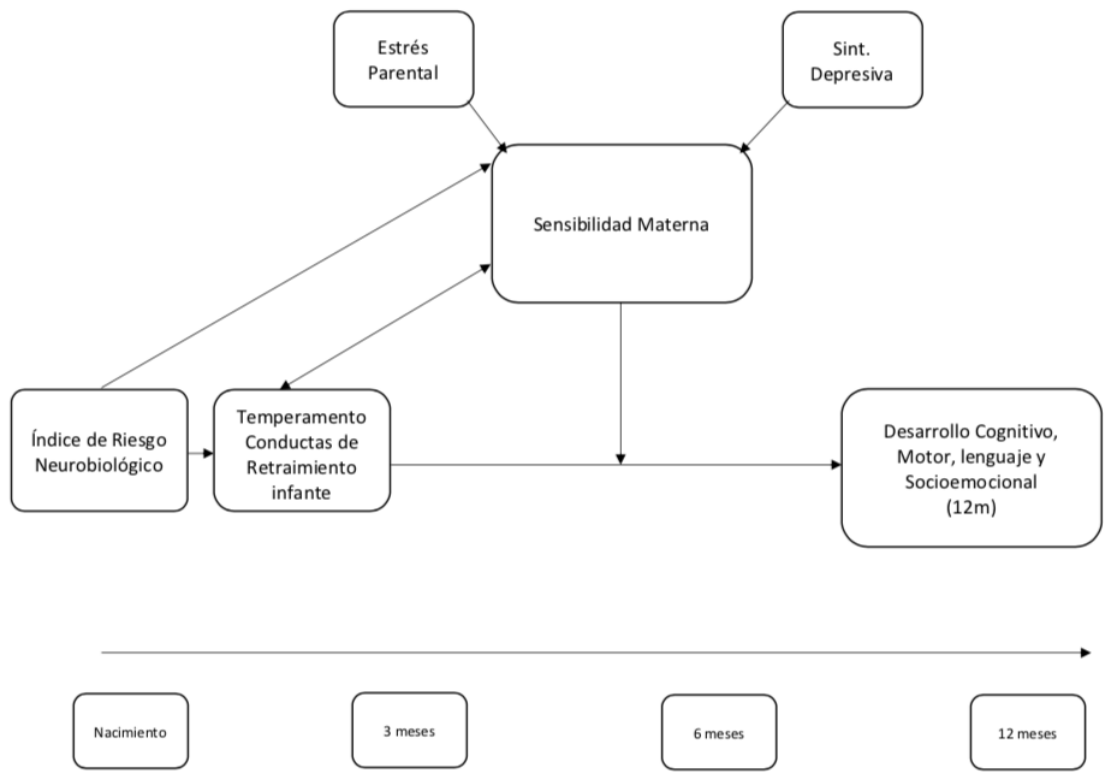 Estrés
Parental
Sint.
Depresiva
Sensibilidad Materna
Índice de Riesgo
Neurobiológico
Temperamento
Conductas de
Retraimiento
infante
Desarrollo Cognitivo,
Motor, lenguaje y
Socioemocional
(12m)
Nacimiento
3 meses
6 meses
12 meses